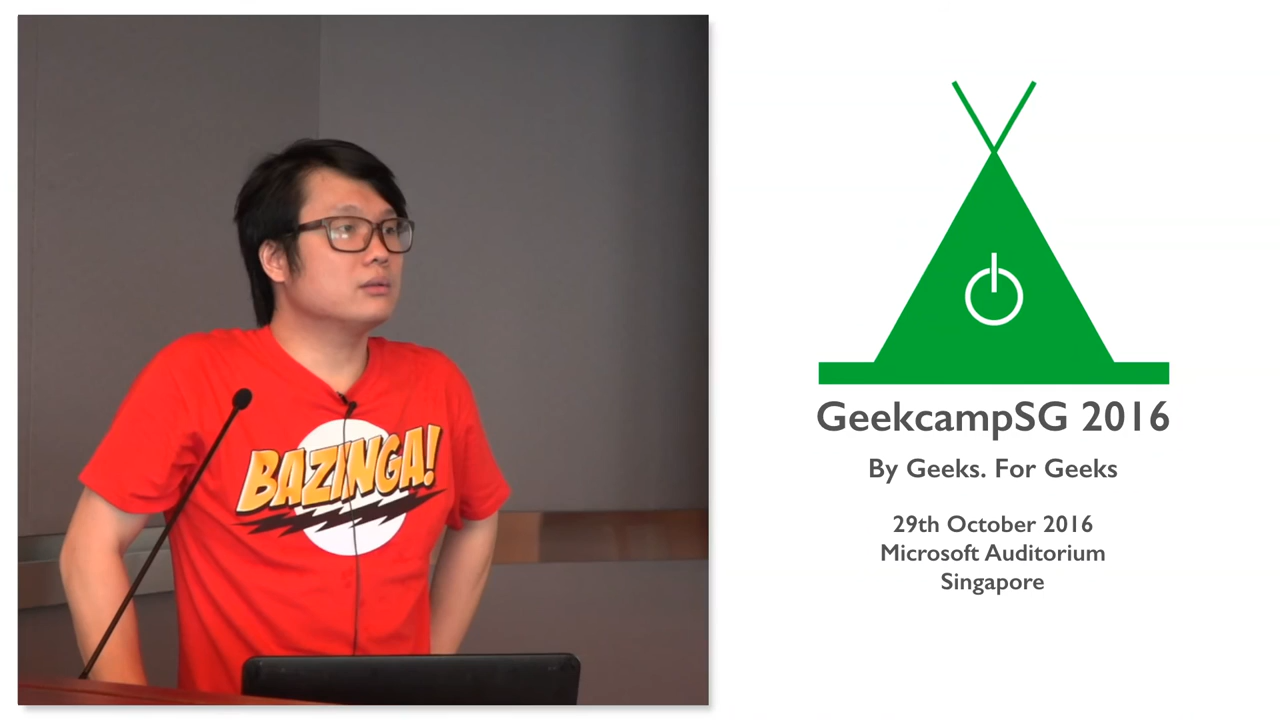 BAZINGA!
GeekcampSG 2016
By Geeks. For Geeks
29th October 2016
Microsoft Auditorium
Singapore